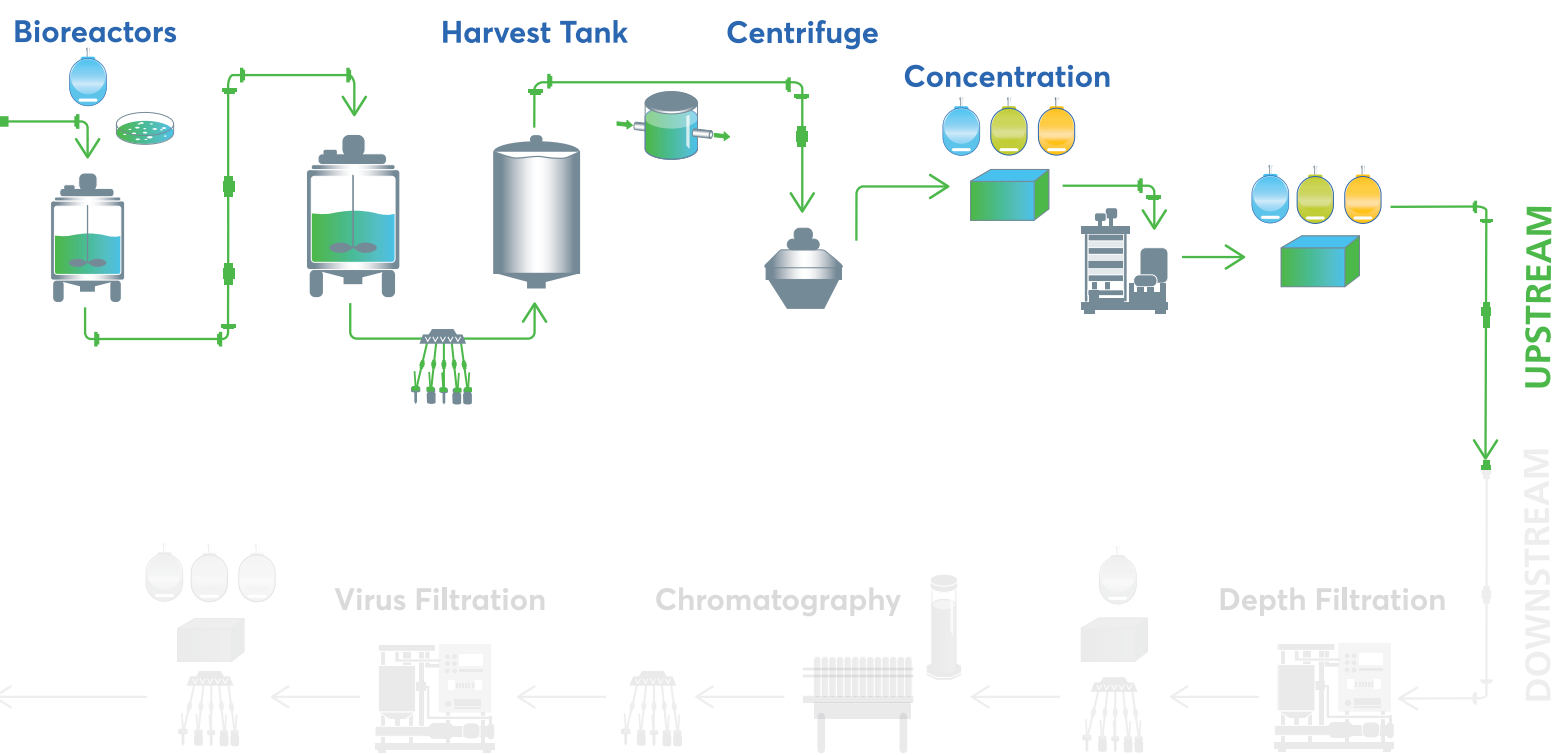 Bioreactors
Harvest Tank
Centrifuge
Concentration
UPSTREAM
DOWNSTREAM
Virus Filtration
Chromatography
Depth Filtration